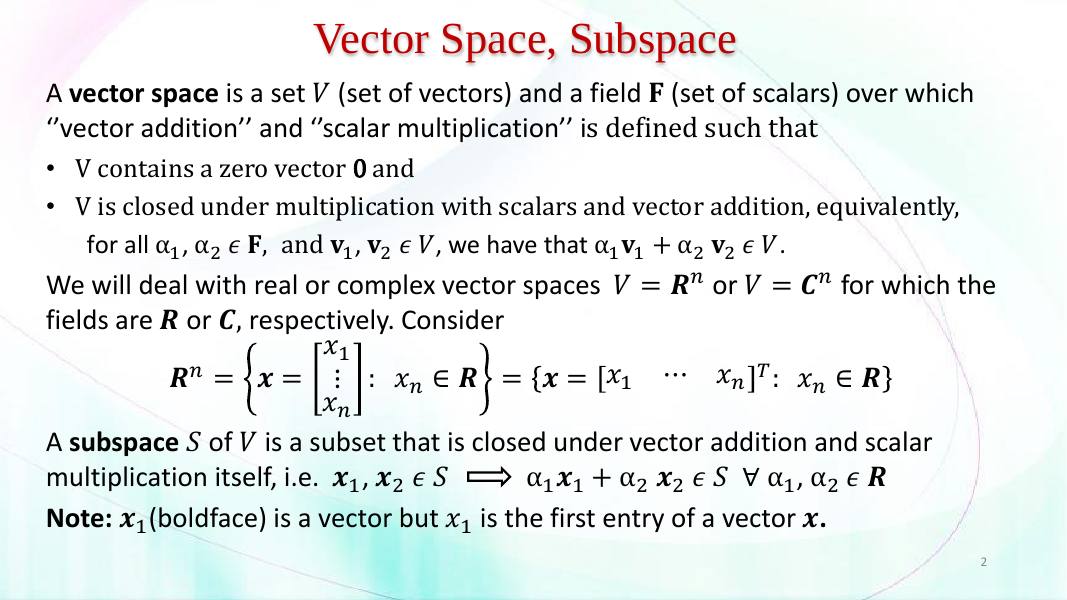 Vector Space, Subspace
A vector space is a set V (set of vectors) and a field F (set of scalars) over which
‘’vector addition’’ and ‘’scalar multiplication’’ is defined such that
• V contains a zero vector 0 and
• V is closed under multiplication with scalars and vector addition, equivalently,
for all α₁, α₂ ϵ F, and v₁, v₂ ϵ V, we have that α₁v₁ + α₂ v₂ ϵ V.
We will deal with real or complex vector spaces V = Rⁿ or V = Cⁿ for which the
fields are R or C, respectively. Consider
Rⁿ = {x = [x₁ ⋮ xₙ] : xₙ ∈ R} = {x = [x₁ ⋯ xₙ]ᵀ: xₙ ∈ R}
A subspace S of V is a subset that is closed under vector addition and scalar
multiplication itself, i.e. x₁, x₂ ϵ S ⟹ α₁x₁ + α₂ x₂ ϵ S ∀ α₁, α₂ ϵ R
Note: x₁(boldface) is a vector but x₁ is the first entry of a vector x.
2